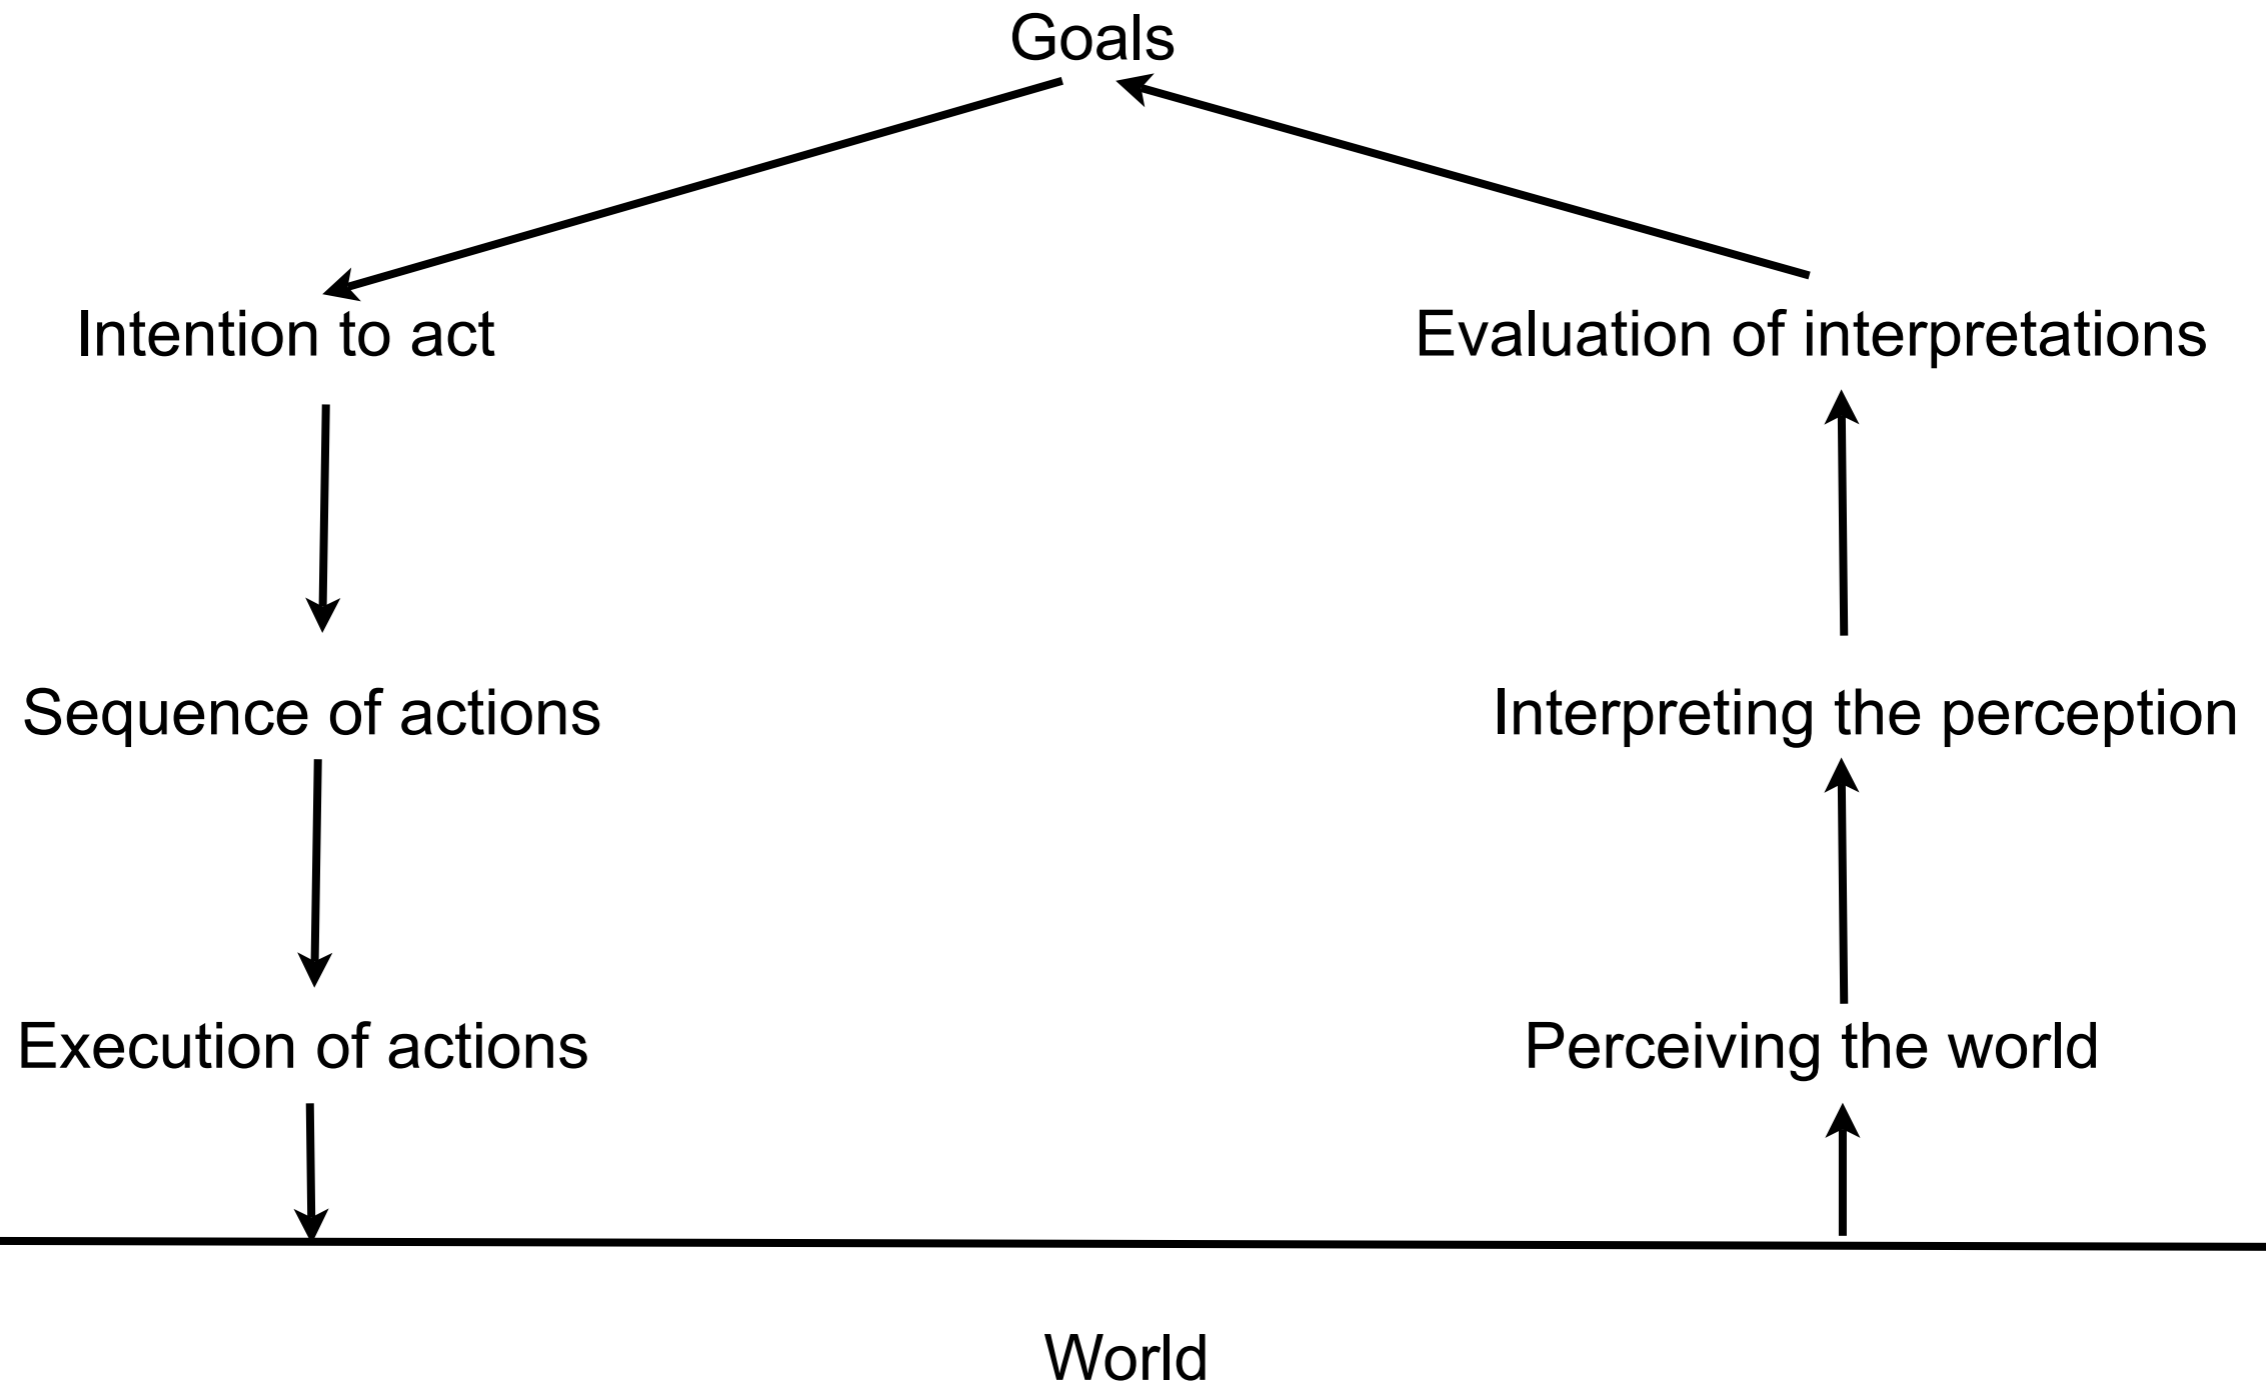 Goals
Intention to act
Evaluation of interpretations
Sequence of actions
Interpreting the perception
Execution of actions
Perceiving the world
World